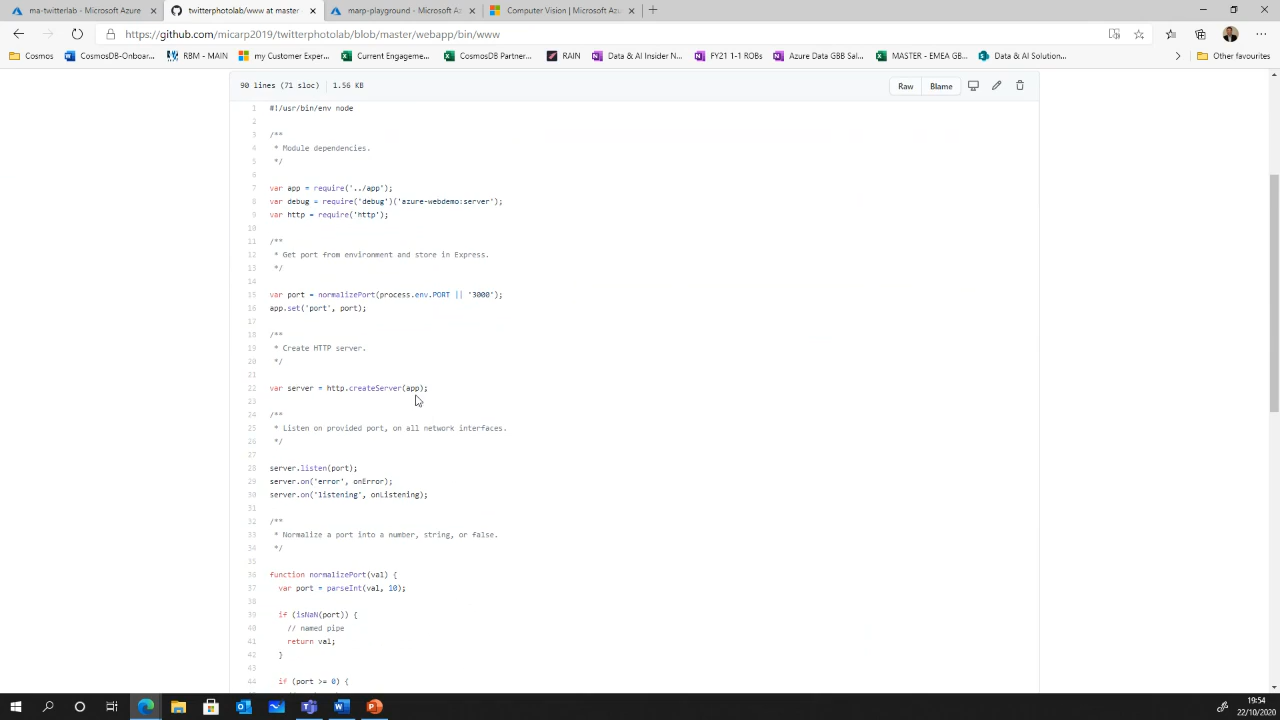 ma-twitterlab - Microsoft Azure
twitterphotolab/www at master
marp-playground - Microsoft Az
Computer Vision | Microsoft Azu
https://github.com/micarp2019/twitterphotolab/blob/master/webapp/bin/www
Cosmos
CosmosDB-Onboar...
RBM - MAIN
my Customer Exper...
Current Engageme...
CosmosDB Partner...
RAIN
Data & AI Insider N...
FY21 1-1 ROBs
Azure Data GBB Sal...
MASTER - EMEA GB...
Data & AI Solution...
Other favourites
90 lines (71 sloc)
1.56 KB
Raw
Blame
1 #!/usr/bin/env node
2
3 /**
4 * Module dependencies.
5 */
6
7 var app = require('../app');
8 var debug = require('debug')('azure-webdemo:server');
9 var http = require('http');
10
11 /**
12 * Get port from environment and store in Express.
13 */
14
15 var port = normalizePort(process.env.PORT || '3000');
16 app.set('port', port);
17
18 /**
19 * Create HTTP server.
20 */
21
22 var server = http.createServer(app);
23
24 /**
25 * Listen on provided port, on all network interfaces.
26 */
27
28 server.listen(port);
29 server.on('error', onError);
30 server.on('listening', onListening);
31
32 /**
33 * Normalize a port into a number, string, or false.
34 */
35
36 function normalizePort(val) {
37 var port = parseInt(val, 10);
38
39 if (isNaN(port)) {
40 // named pipe
41 return val;
42 }
43
44 if (port >= 0) {
19:54
22/10/2020